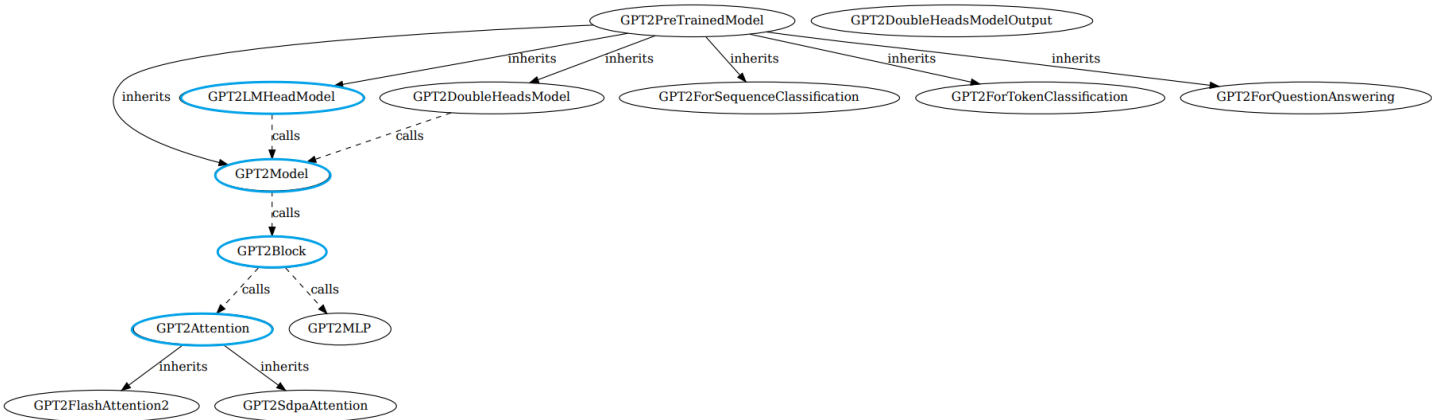 GPT2PreTrainedModel
GPT2DoubleHeadsModelOutput
inherits
inherits
inherits
inherits
inherits
inherits
GPT2LMHeadModel
GPT2DoubleHeadsModel
GPT2ForSequenceClassification
GPT2ForTokenClassification
GPT2ForQuestionAnswering
calls
calls
GPT2Model
calls
GPT2Block
calls
calls
GPT2Attention
GPT2MLP
inherits
inherits
GPT2FlashAttention2
GPT2SdpaAttention